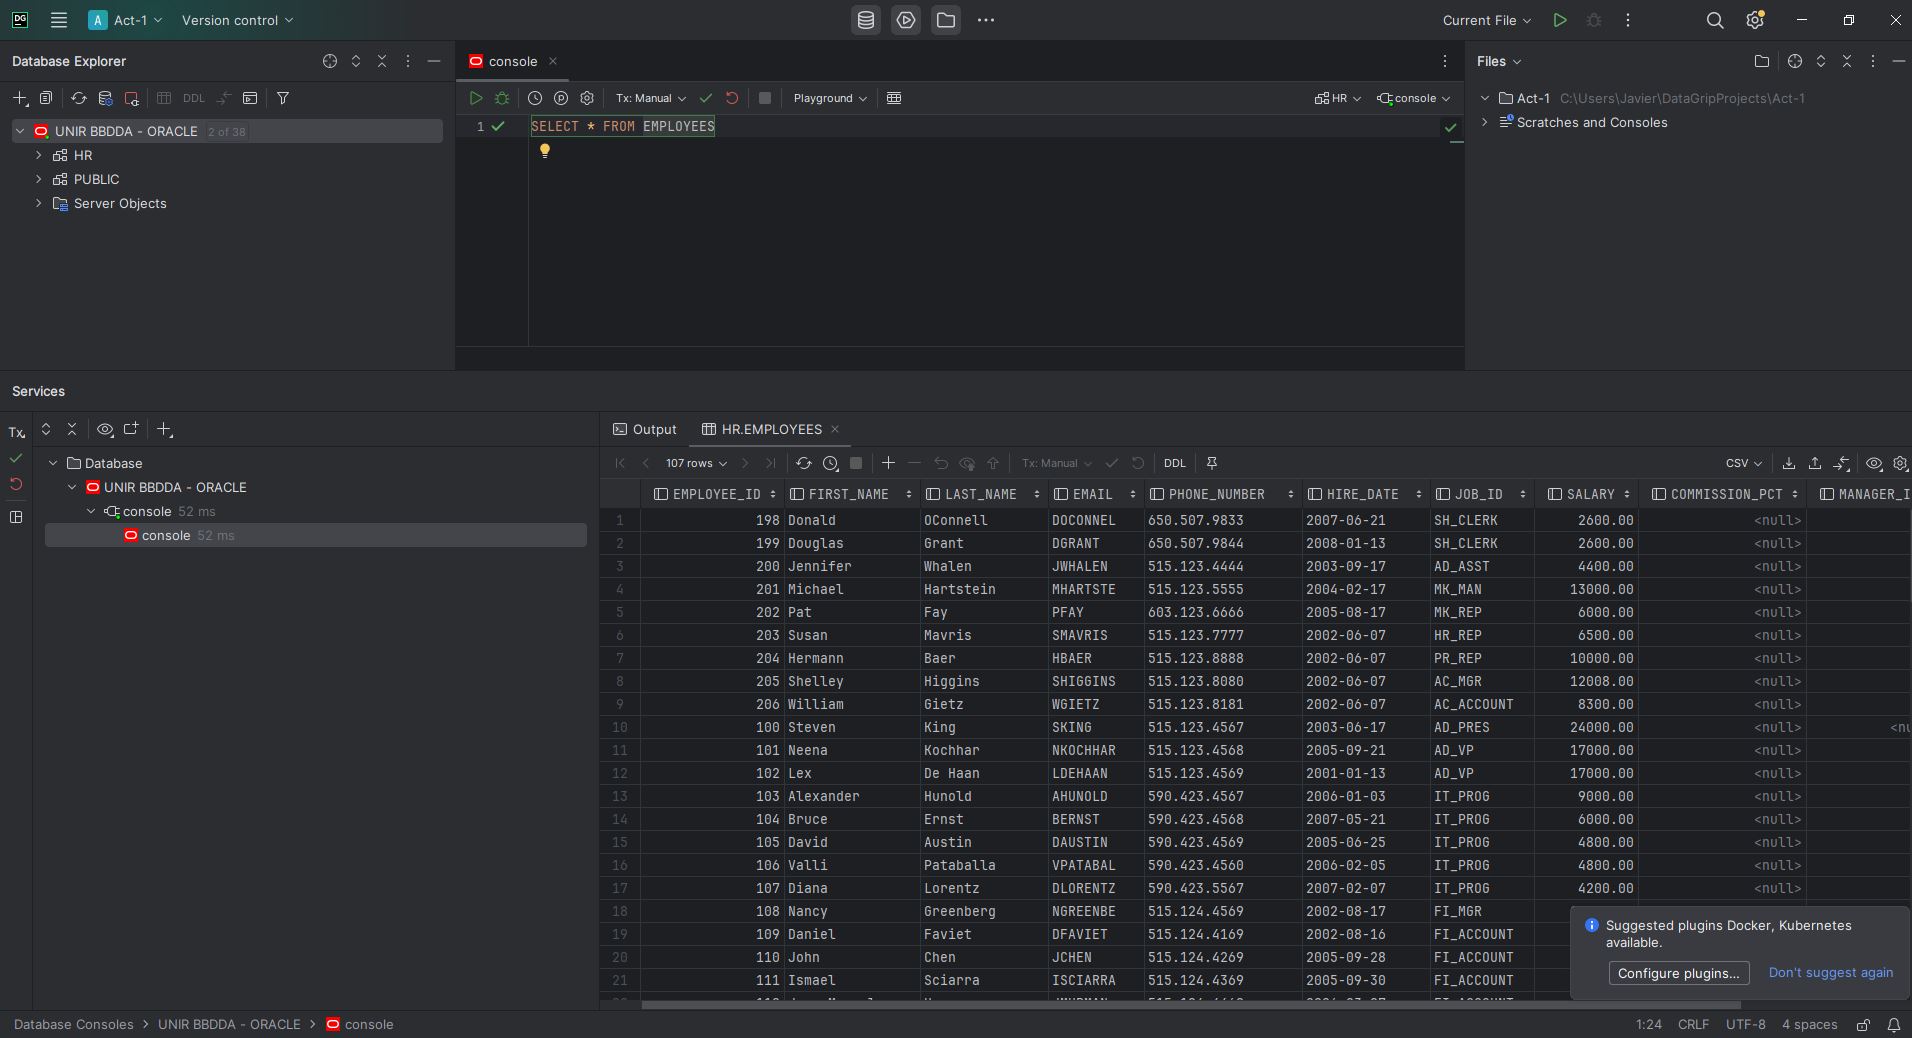 DG A Act-1 Version control Current File
Database Explorer
DDL
UNIR BBDDA - ORACLE 2 of 38
HR
PUBLIC
Server Objects
console
Tx: Manual Playground HR console
1 SELECT * FROM EMPLOYEES
Files
Act-1 C:\Users\Javier\DataGripProjects\Act-1
Scratches and Consoles
Services
Tx
Database
UNIR BBDDA - ORACLE
console 52 ms
console 52 ms
Output HR.EMPLOYEES
107 rows Tx: Manual DDL CSV
EMPLOYEE_ID FIRST_NAME LAST_NAME EMAIL PHONE_NUMBER HIRE_DATE JOB_ID SALARY COMMISSION_PCT MANAGER_I
1 198 Donald OConnell DOCONNEL 650.507.9833 2007-06-21 SH_CLERK 2600.00 <null>
2 199 Douglas Grant DGRANT 650.507.9844 2008-01-13 SH_CLERK 2600.00 <null>
3 200 Jennifer Whalen JWHALEN 515.123.4444 2003-09-17 AD_ASST 4400.00 <null>
4 201 Michael Hartstein MHARTSTE 515.123.5555 2004-02-17 MK_MAN 13000.00 <null>
5 202 Pat Fay PFAY 603.123.6666 2005-08-17 MK_REP 6000.00 <null>
6 203 Susan Mavris SMAVRIS 515.123.7777 2002-06-07 HR_REP 6500.00 <null>
7 204 Hermann Baer HBAER 515.123.8888 2002-06-07 PR_REP 10000.00 <null>
8 205 Shelley Higgins SHIGGINS 515.123.8080 2002-06-07 AC_MGR 12008.00 <null>
9 206 William Gietz WGIETZ 515.123.8181 2002-06-07 AC_ACCOUNT 8300.00 <null>
10 100 Steven King SKING 515.123.4567 2003-06-17 AD_PRES 24000.00 <null> <nu
11 101 Neena Kochhar NKOCHHAR 515.123.4568 2005-09-21 AD_VP 17000.00 <null>
12 102 Lex De Haan LDEHAAN 515.123.4569 2001-01-13 AD_VP 17000.00 <null>
13 103 Alexander Hunold AHUNOLD 590.423.4567 2006-01-03 IT_PROG 9000.00 <null>
14 104 Bruce Ernst BERNST 590.423.4568 2007-05-21 IT_PROG 6000.00 <null>
15 105 David Austin DAUSTIN 590.423.4569 2005-06-25 IT_PROG 4800.00 <null>
16 106 Valli Pataballa VPATABAL 590.423.4560 2006-02-05 IT_PROG 4800.00 <null>
17 107 Diana Lorentz DLORENTZ 590.423.5567 2007-02-07 IT_PROG 4200.00 <null>
18 108 Nancy Greenberg NGREENBE 515.124.4569 2002-08-17 FI_MGR
19 109 Daniel Faviet DFAVIET 515.124.4169 2002-08-16 FI_ACCOUNT
20 110 John Chen JCHEN 515.124.4269 2005-09-28 FI_ACCOUNT
21 111 Ismael Sciarra ISCIARRA 515.124.4369 2005-09-30 FI_ACCOUNT
Suggested plugins Docker, Kubernetes
available.
Configure plugins... Don't suggest again
Database Consoles > UNIR BBDDA - ORACLE > console 1:24 CRLF UTF-8 4 spaces